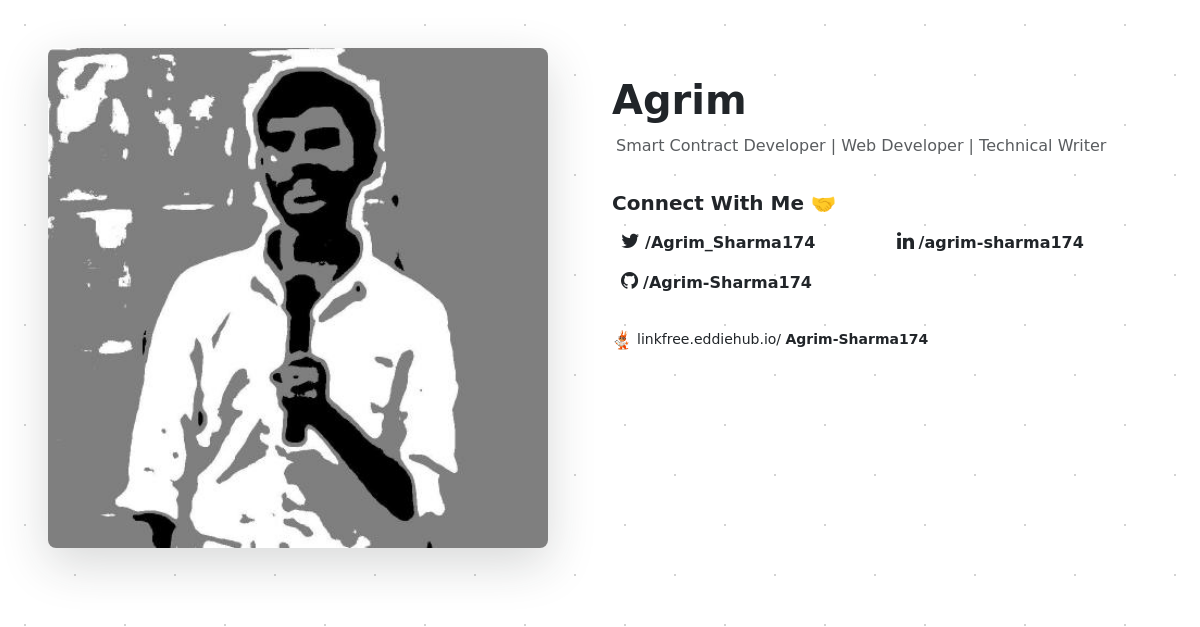 Agrim
Smart Contract Developer | Web Developer | Technical Writer
Connect With Me 🤝
/Agrim_Sharma174
/agrim-sharma174
/Agrim-Sharma174
linkfree.eddiehub.io/ Agrim-Sharma174